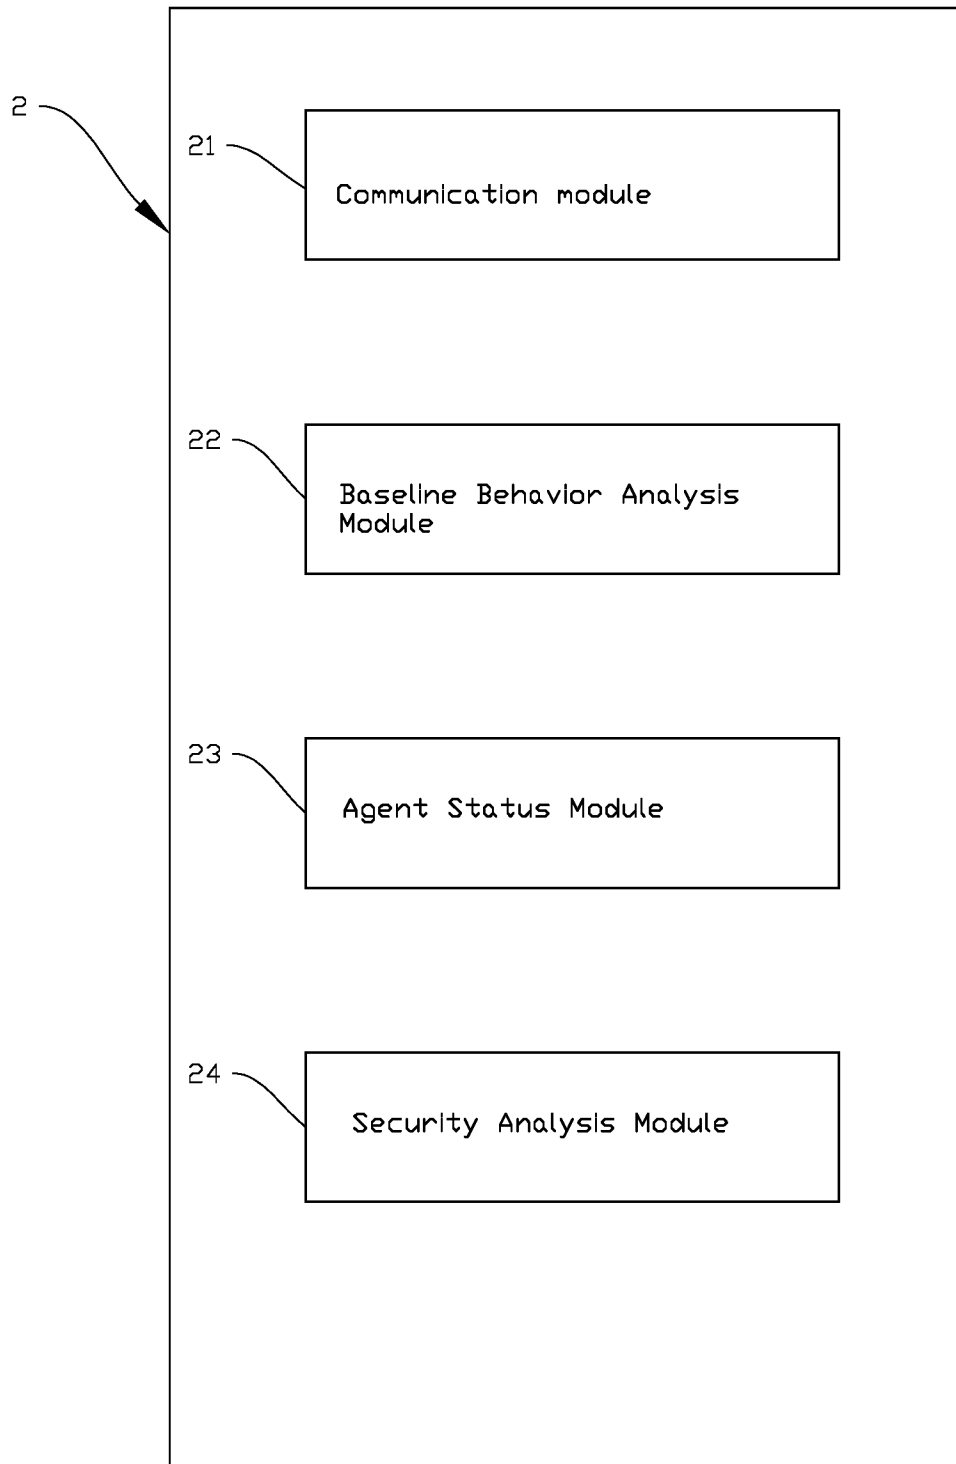 2
21
Communication module
22
Baseline Behavior Analysis
Module
23
Agent Status Module
24
Security Analysis Module